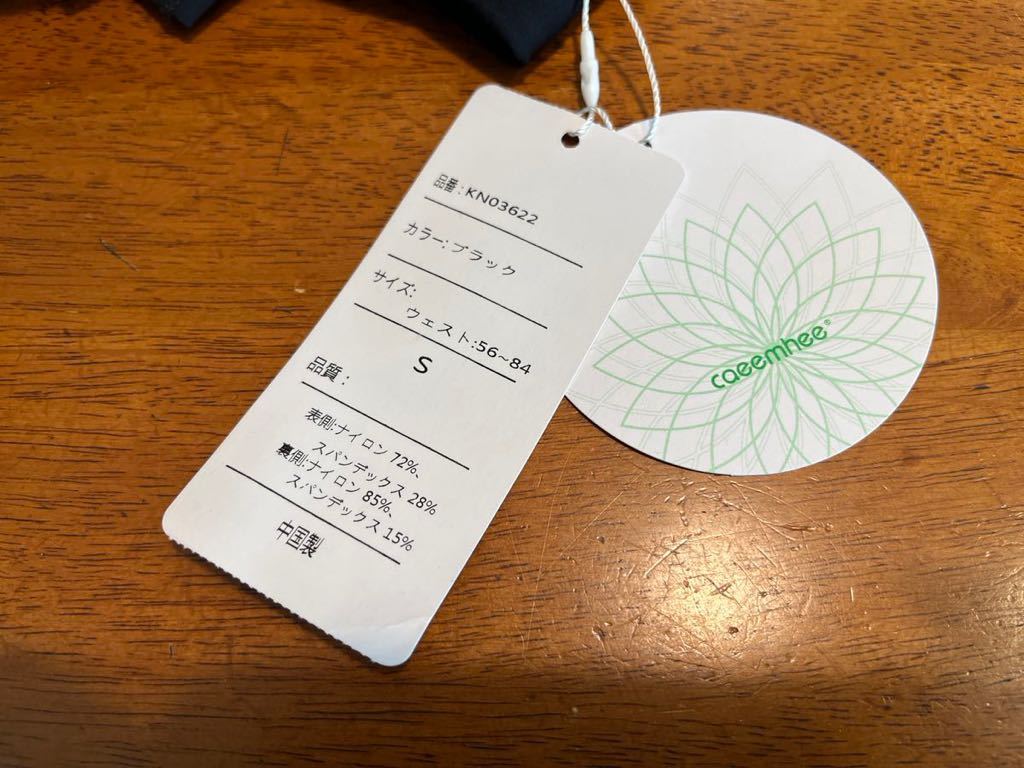 品番:KN03622
カラー:ブラック
サイズ:
ウェスト:56~84
S
品質:
表側:ナイロン 72%、
スパンデックス 28%
裏側:ナイロン 85%、
スパンデックス 15%
中国製
caeemhee®